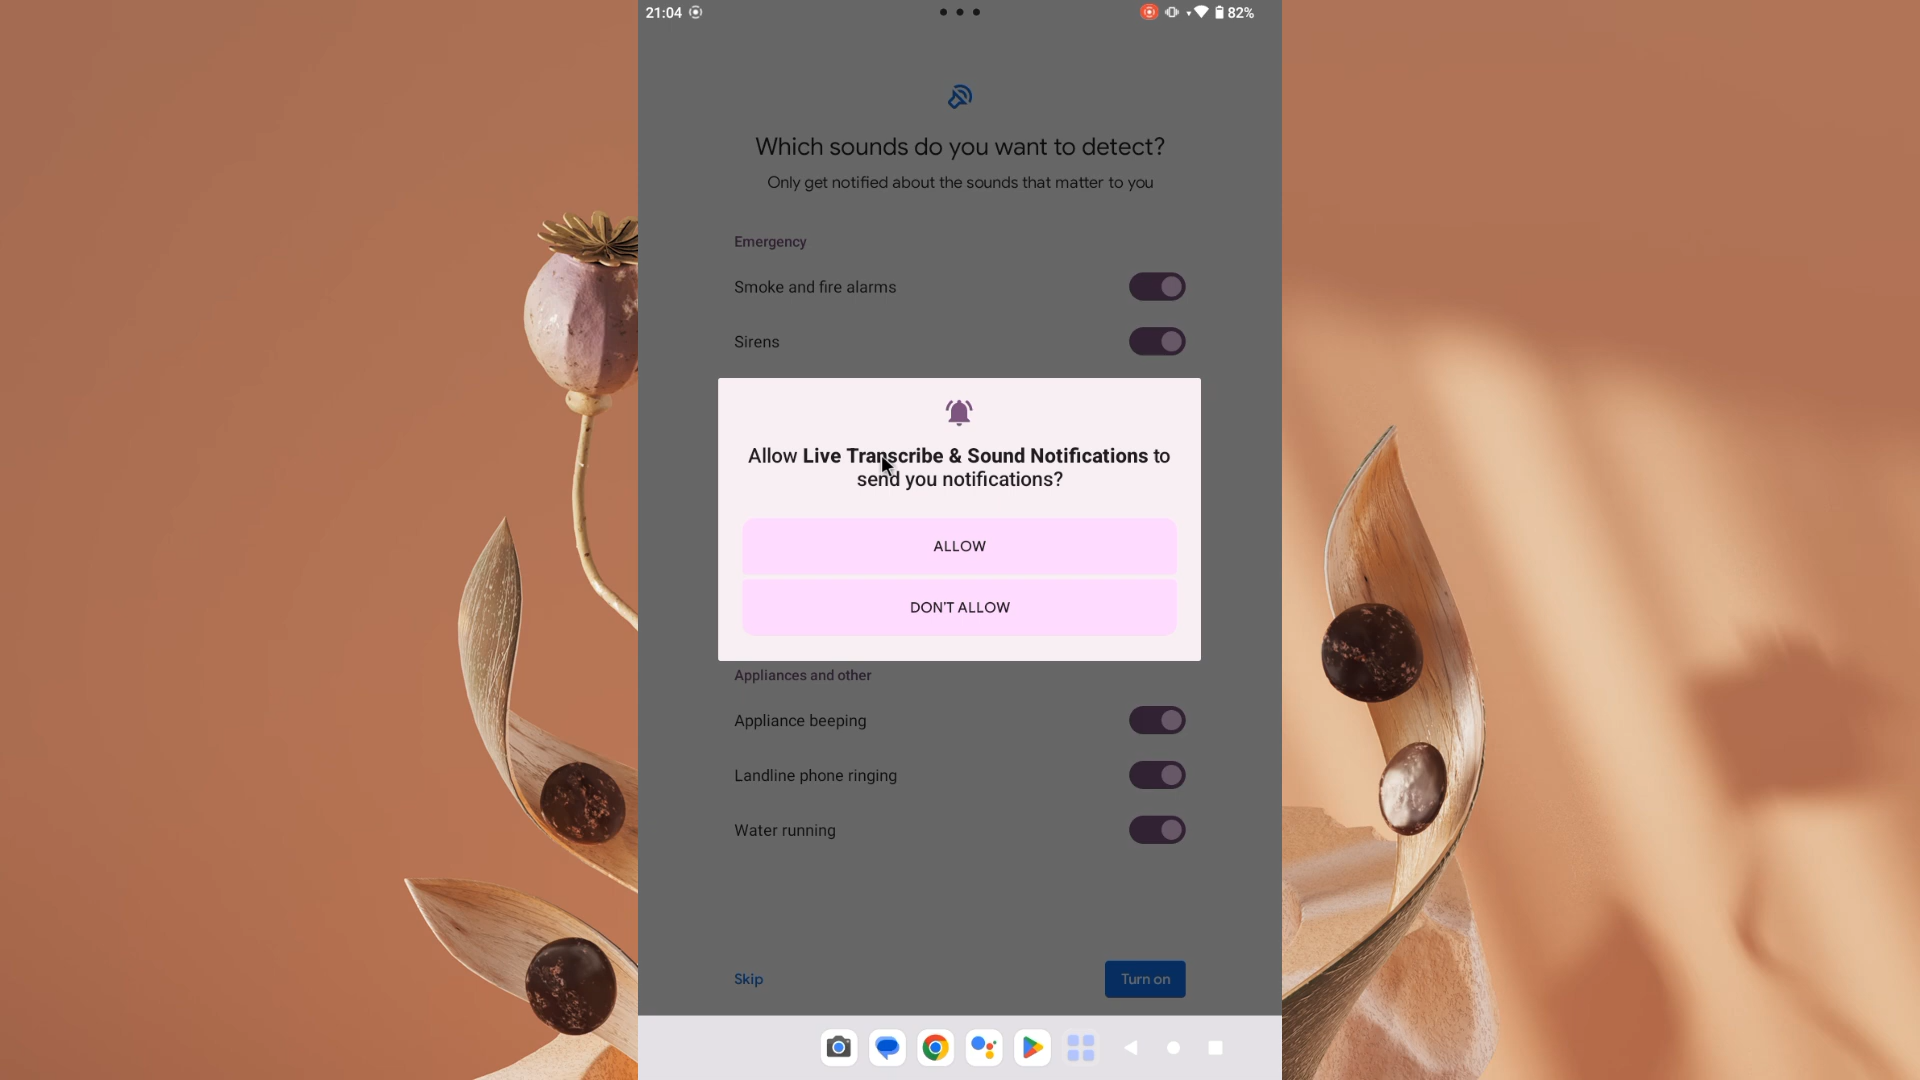 21:04
82%
Which sounds do you want to detect?
Only get notified about the sounds that matter to you
Emergency
Smoke and fire alarms
Sirens
Allow Live Transcribe & Sound Notifications to
send you notifications?
ALLOW
DON'T ALLOW
Appliances and other
Appliance beeping
Landline phone ringing
Water running
Skip
Turn on